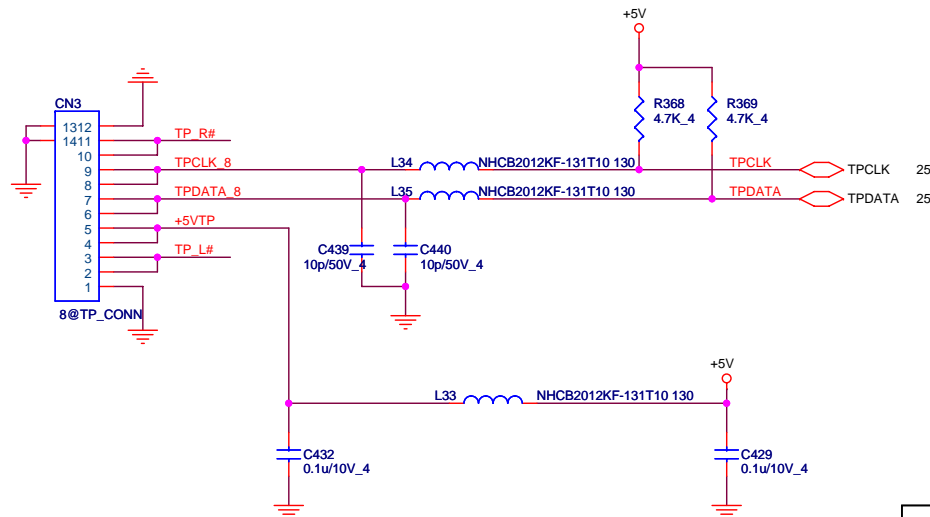 +5V
CN3
R368
4.7K_4
R369
4.7K_4
1312
1411
10
9
8
7
6
5
4
3
2
1
TP_R#
TPCLK_8
TPDATA_8
+5VTP
TP_L#
8@TP_CONN
L34
NHCB2012KF-131T10 130
TPCLK
TPCLK
25
L35
NHCB2012KF-131T10 130
TPDATA
TPDATA
25
C439
10p/50V_4
C440
10p/50V_4
+5V
L33
NHCB2012KF-131T10 130
C432
0.1u/10V_4
C429
0.1u/10V_4